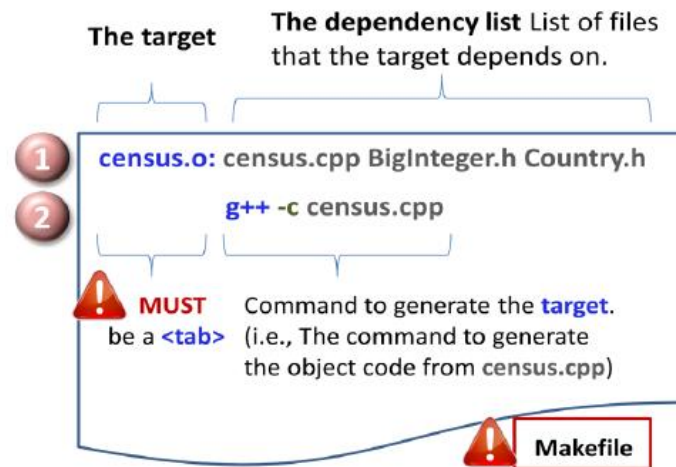 The target
The dependency list List of files
that the target depends on.
1
census.o: census.cpp BigInteger.h Country.h
2
g++ -c census.cpp
MUST
be a <tab>
Command to generate the target.
(i.e., The command to generate
the object code from census.cpp)
Makefile